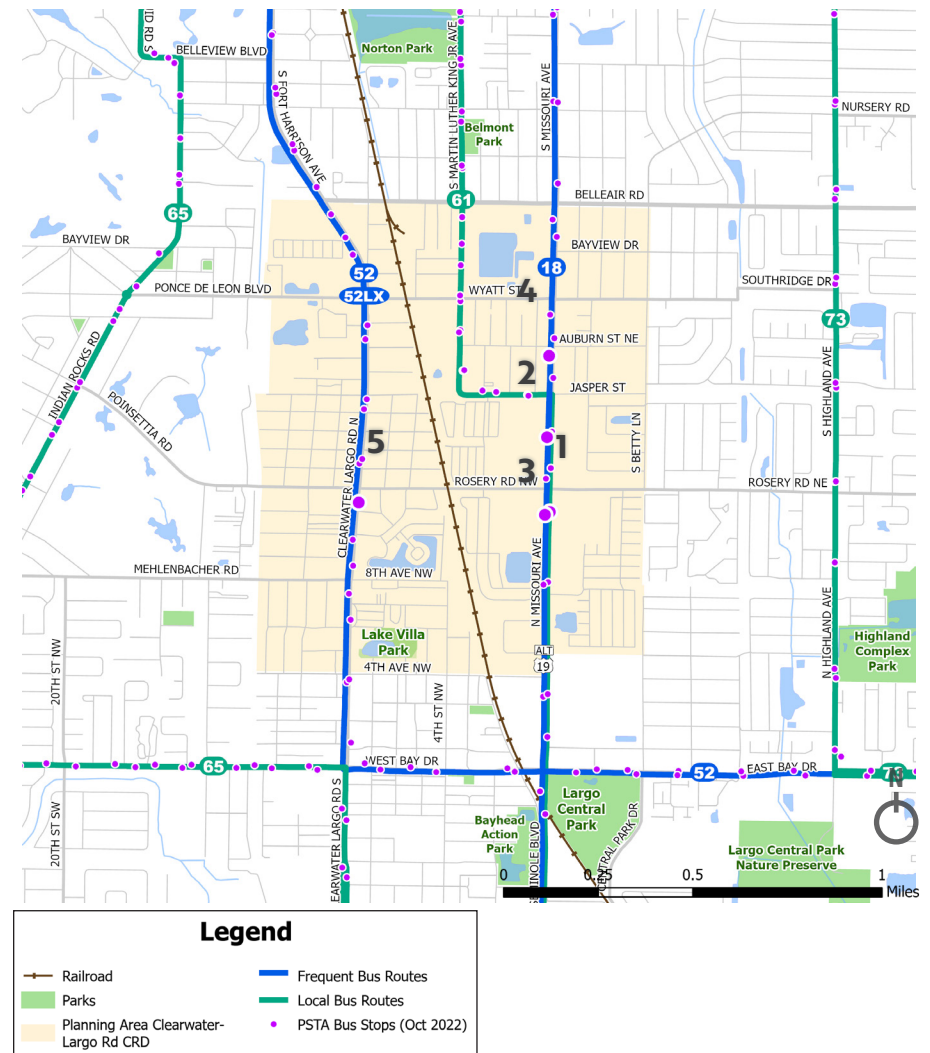 BELLEVIEW BLVD
Norton Park
S FORT HARRISON AVE
S MARTIN LUTHER KING JR AVE
S MISSOURI AVE
NURSERY RD
Belmont
Park
BELLEAIR RD
61
65
BAYVIEW DR
BAYVIEW DR
52
18
52LX
PONCE DE LEON BLVD
WYATT ST
4
SOUTHRIDGE DR
73
AUBURN ST NE
INDIAN ROCKS RD
POINSETTIA RD
2
JASPER ST
S HIGHLAND AVE
S BETTY LN
5
1
CLEARWATER LARGO RD N
3
ROSERY RD NW
ROSERY RD NE
MEHLENBACHER RD
8TH AVE NW
N MISSOURI AVE
N HIGHLAND AVE
Lake Villa
Park
4TH AVE NW
ALT
19
Highland
Complex
Park
20TH ST NW
4TH ST NW
65
WEST BAY DR
52
EAST BAY DR
N
Largo
Central
Park
Bayhead
Action
Park
CENTRAL PARK DR
Largo Central Park
Nature Preserve
20TH ST SW
EARWATER LARGO RD S
INOLE BLVD
0 0.25 0.5 1
Miles
Legend
Railroad
Parks
Planning Area Clearwater-
Largo Rd CRD
Frequent Bus Routes
Local Bus Routes
PSTA Bus Stops (Oct 2022)